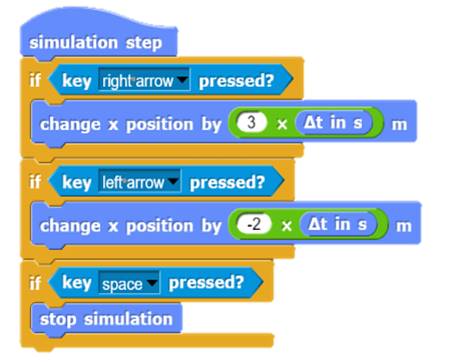 simulation step
if key right arrow pressed?
change x position by 3 × Δt in s m
if key left arrow pressed?
change x position by -2 × Δt in s m
if key space pressed?
stop simulation